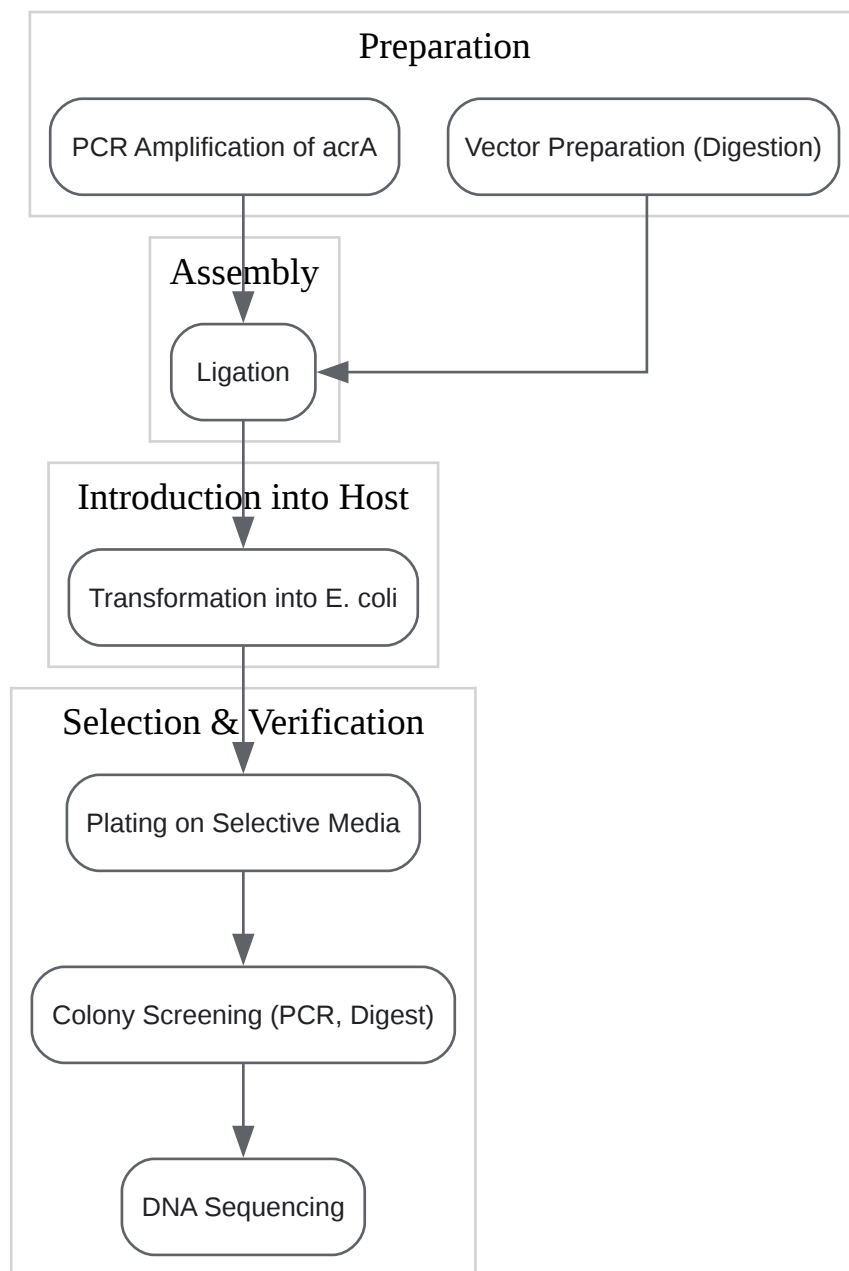 Preparation
PCR Amplification of acrA
Vector Preparation (Digestion)
Assembly
Ligation
Introduction into Host
Transformation into E. coli
Selection & Verification
Plating on Selective Media
Colony Screening (PCR, Digest)
DNA Sequencing